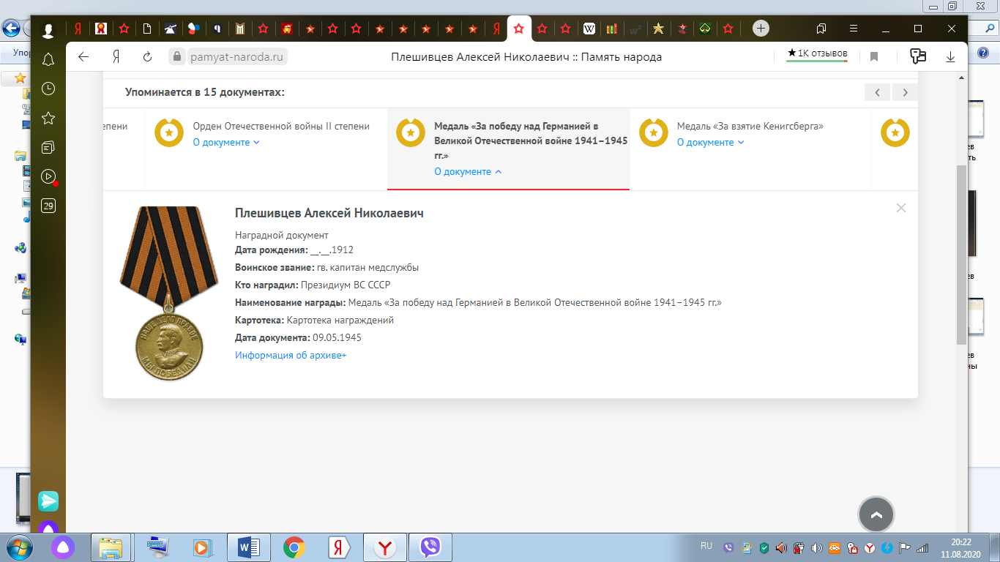 Упор
pamyat-naroda.ru
Плешивцев Алексей Николаевич :: Память народа
★1К отзывов
Упоминается в 15 документах:
степени
Орден Отечественной войны II степени
О документе
Медаль «За победу над Германией в
Великой Отечественной войне 1941–1945
гг.»
О документе
Медаль «За взятие Кенигсберга»
О документе
29
Плешивцев Алексей Николаевич
Наградной документ
Дата рождения: __.__.1912
Воинское звание: гв. капитан медслужбы
Кто наградил: Президиум ВС СССР
Наименование награды: Медаль «За победу над Германией в Великой Отечественной войне 1941–1945 гг.»
Картотека: Картотека награждений
Дата документа: 09.05.1945
Информация об архиве+
НАШЕ ДЕЛО ПРАВОЕ
МЫ ПОБЕДИЛИ
RU
20:22
11.08.2020